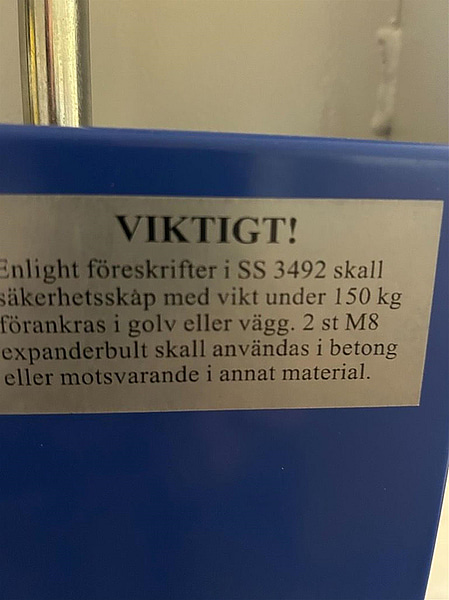 VIKTIGT!
Enlight föreskrifter i SS 3492 skall
säkerhetsskåp med vikt under 150 kg
förankras i golv eller vägg. 2 st M8
expanderbult skall användas i betong
eller motsvarande i annat material.